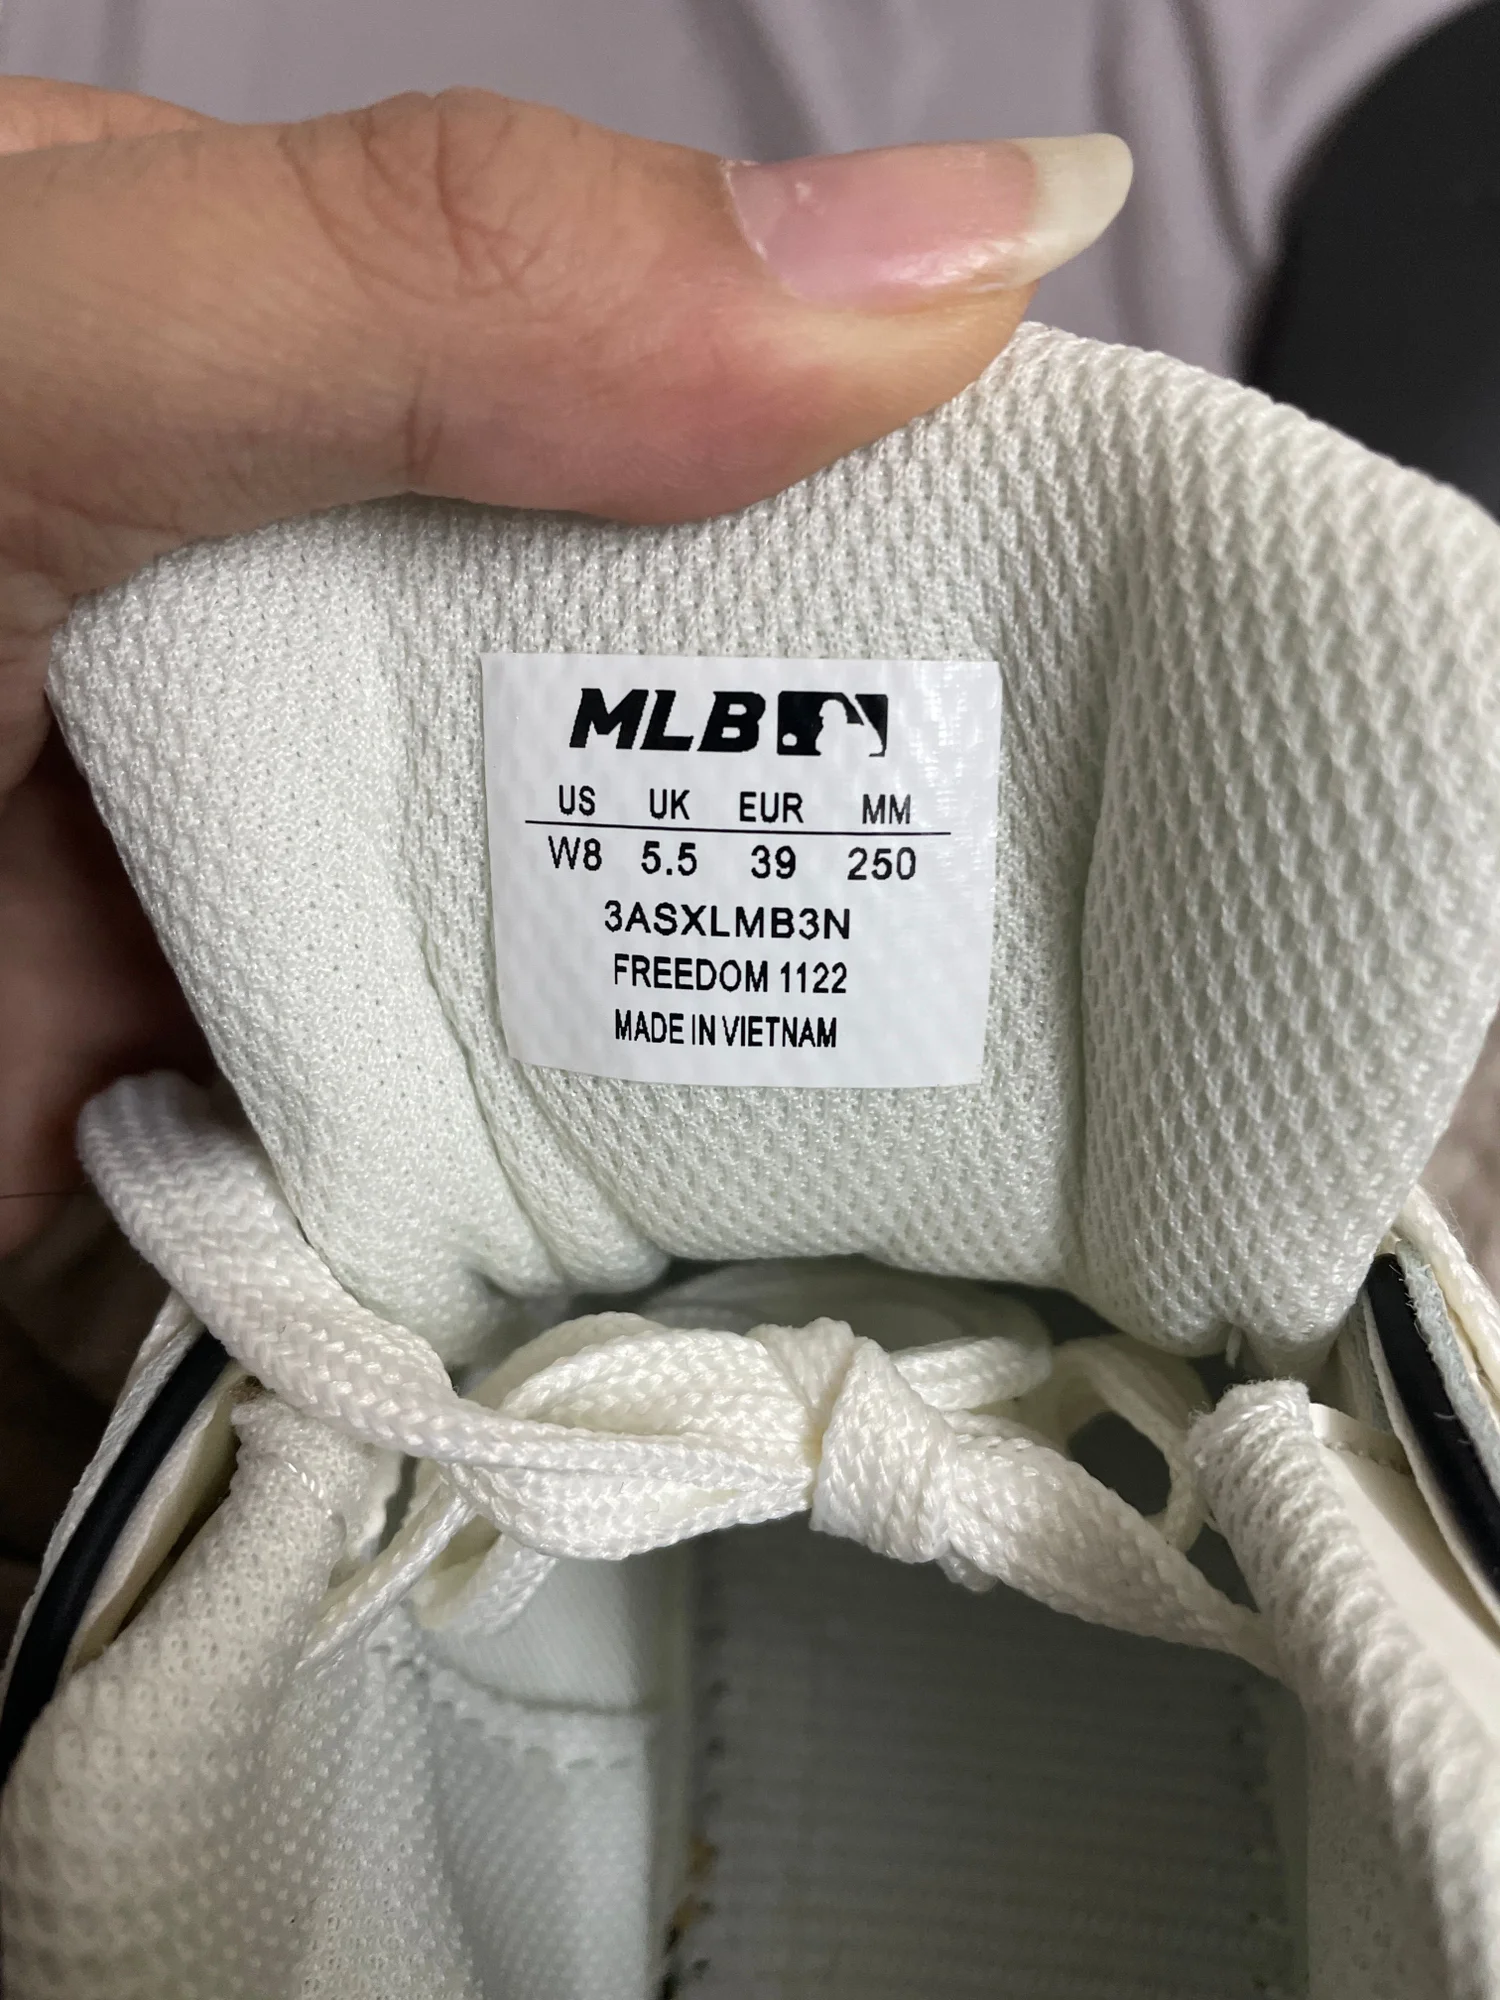 MLB
US UK EUR MM
W8 5.5 39 250
3ASXLMB3N
FREEDOM 1122
MADE IN VIETNAM